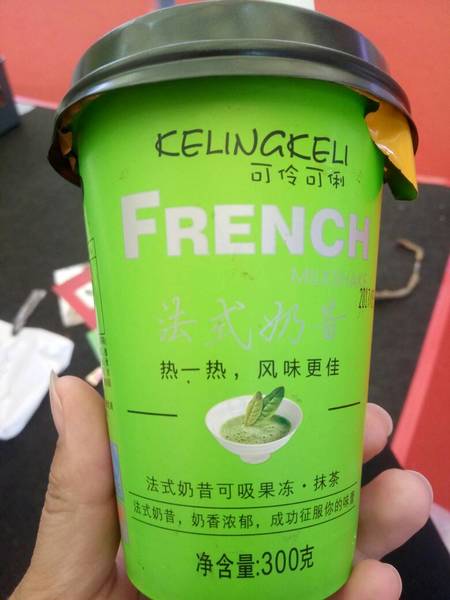 KELINGKELI
可伶可俐
FRENCH
MILKSHAKE
法式奶昔
热一热，风味更佳
法式奶昔可吸果冻·抹茶
法式奶昔，奶香浓郁，成功征服你的味蕾
净含量:300克